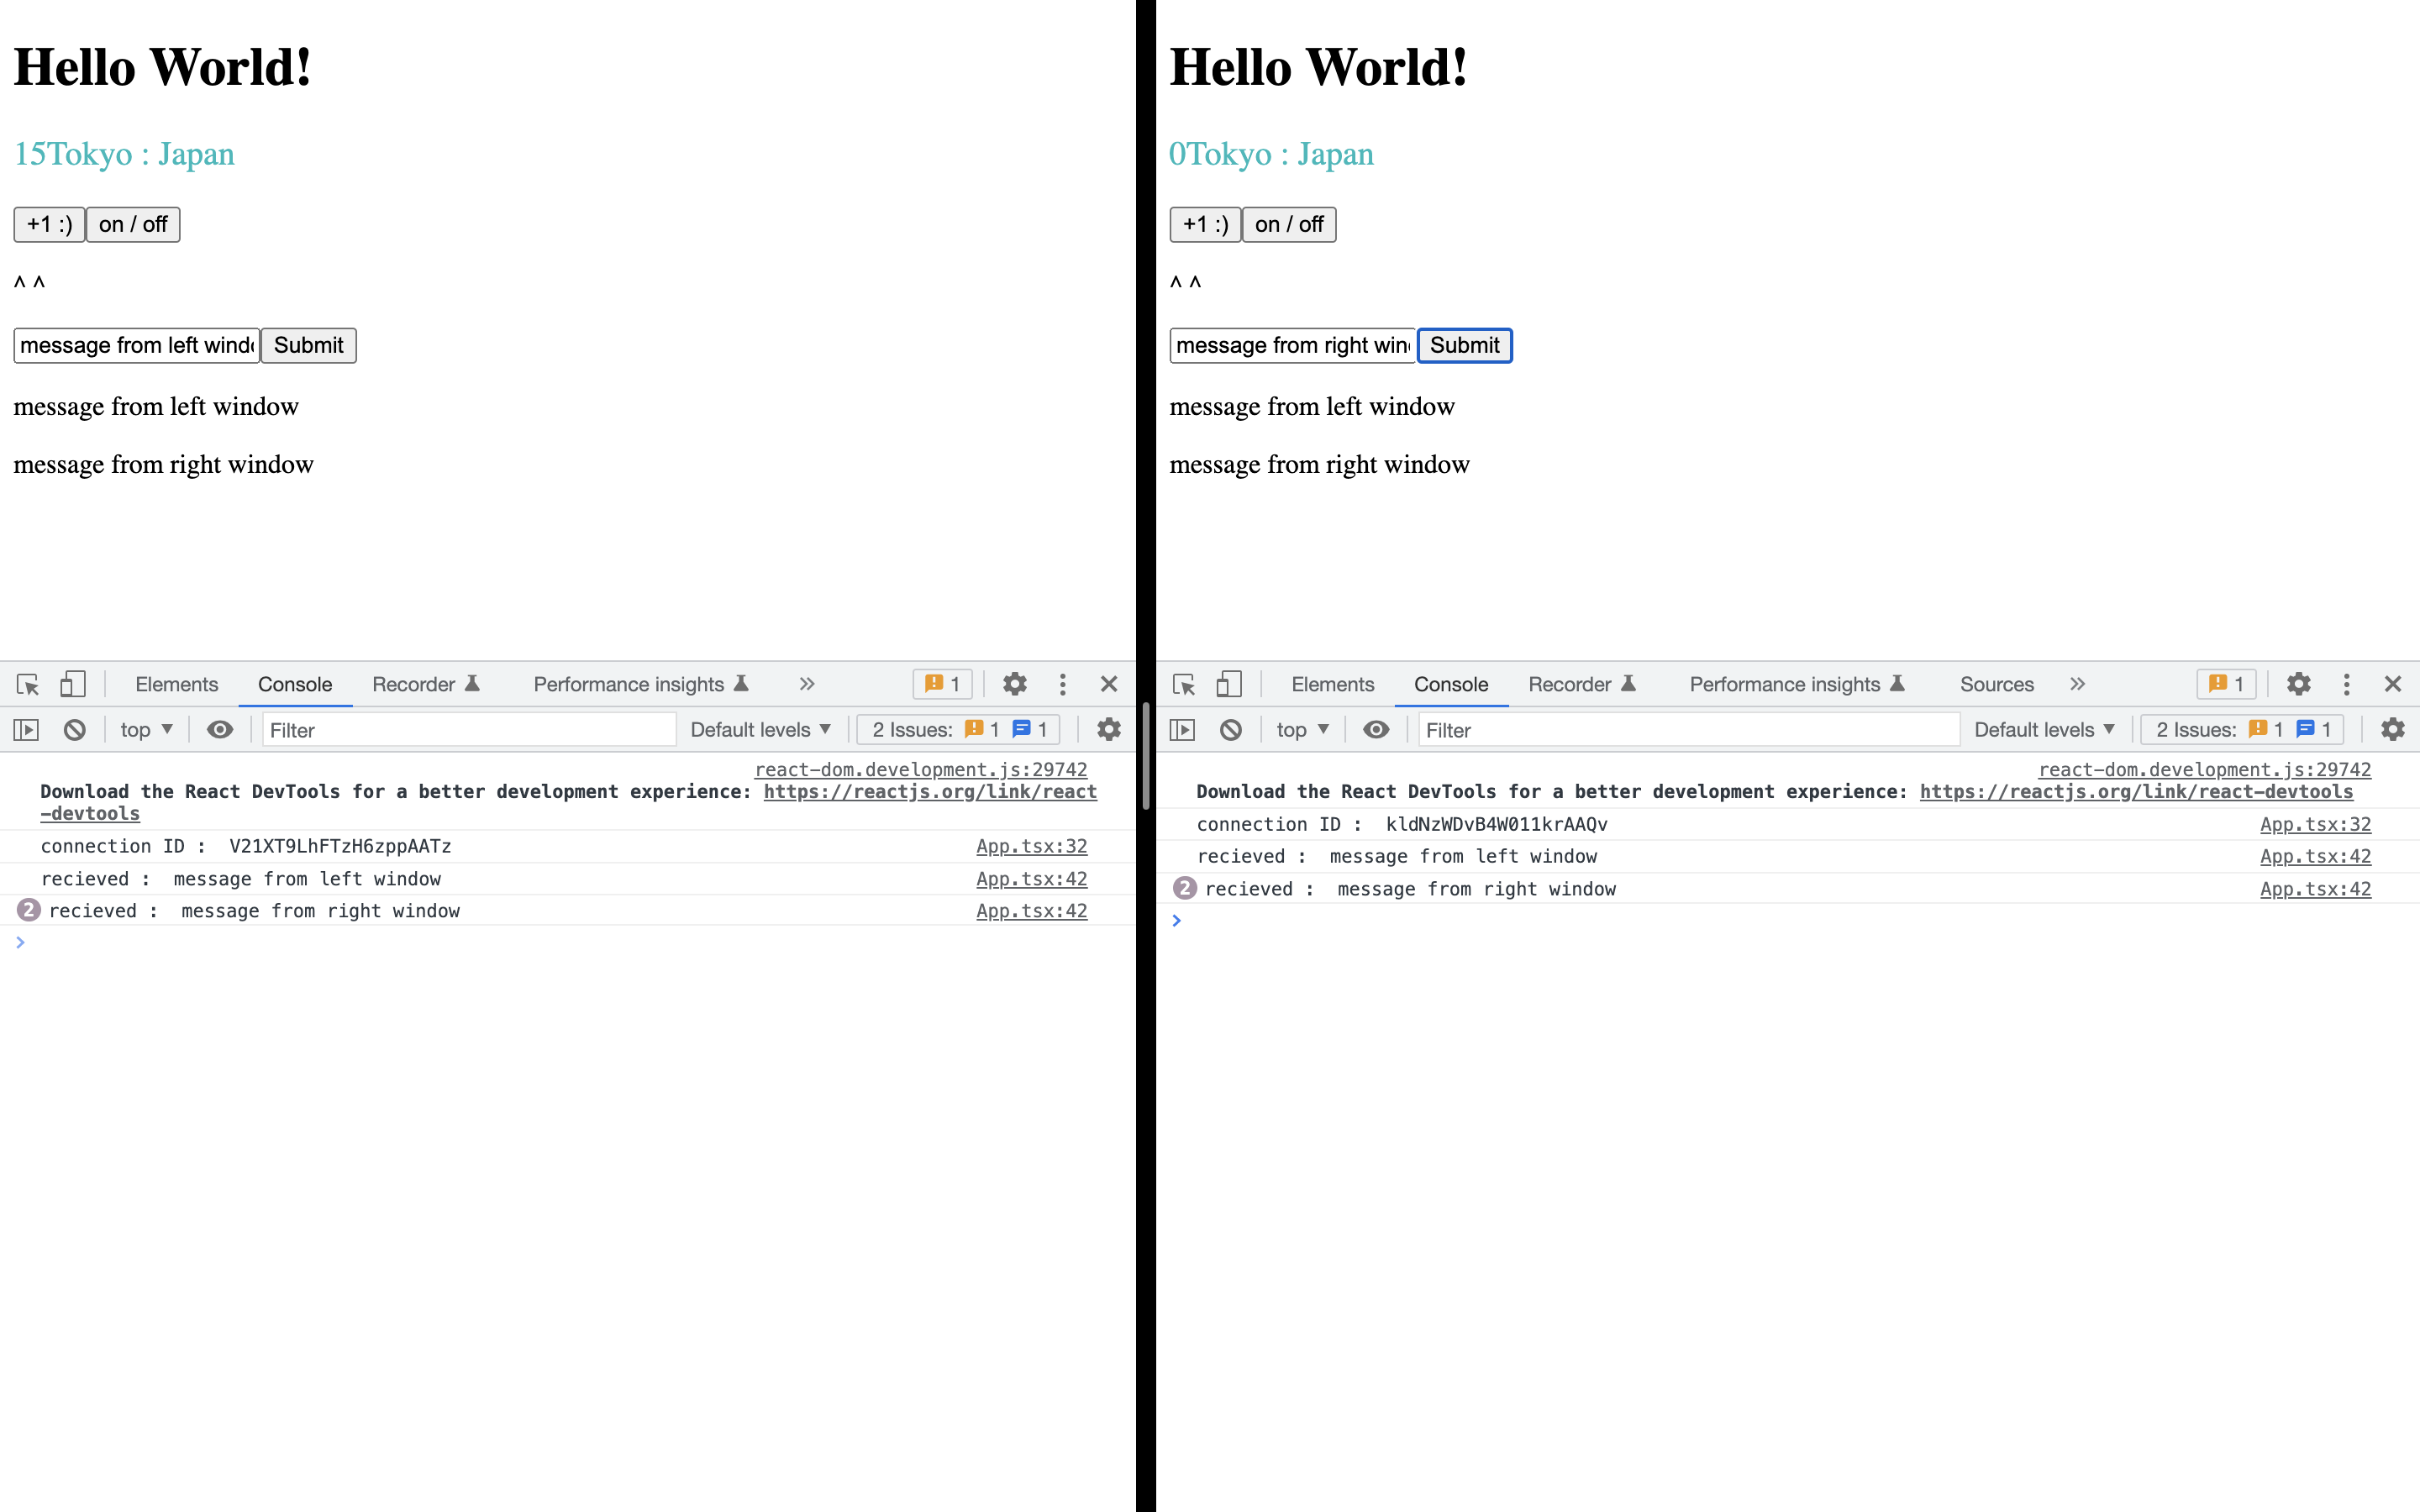 Hello World!
15Tokyo : Japan
+1 :) on / off
^ ^
message from left windo Submit
message from left window
message from right window
Elements Console Recorder Performance insights 1
top Filter Default levels 2 Issues: 1 1
react-dom.development.js:29742
Download the React DevTools for a better development experience: https://reactjs.org/link/react
-devtools
connection ID :  V21XT9LhFTzH6zppAATz App.tsx:32
recieved :  message from left window App.tsx:42
2 recieved :  message from right window App.tsx:42
Hello World!
0Tokyo : Japan
+1 :) on / off
^ ^
message from right win Submit
message from left window
message from right window
Elements Console Recorder Performance insights Sources 1
top Filter Default levels 2 Issues: 1 1
react-dom.development.js:29742
Download the React DevTools for a better development experience: https://reactjs.org/link/react-devtools
connection ID :  kldNzWDvB4W011krAAQv App.tsx:32
recieved :  message from left window App.tsx:42
2 recieved :  message from right window App.tsx:42